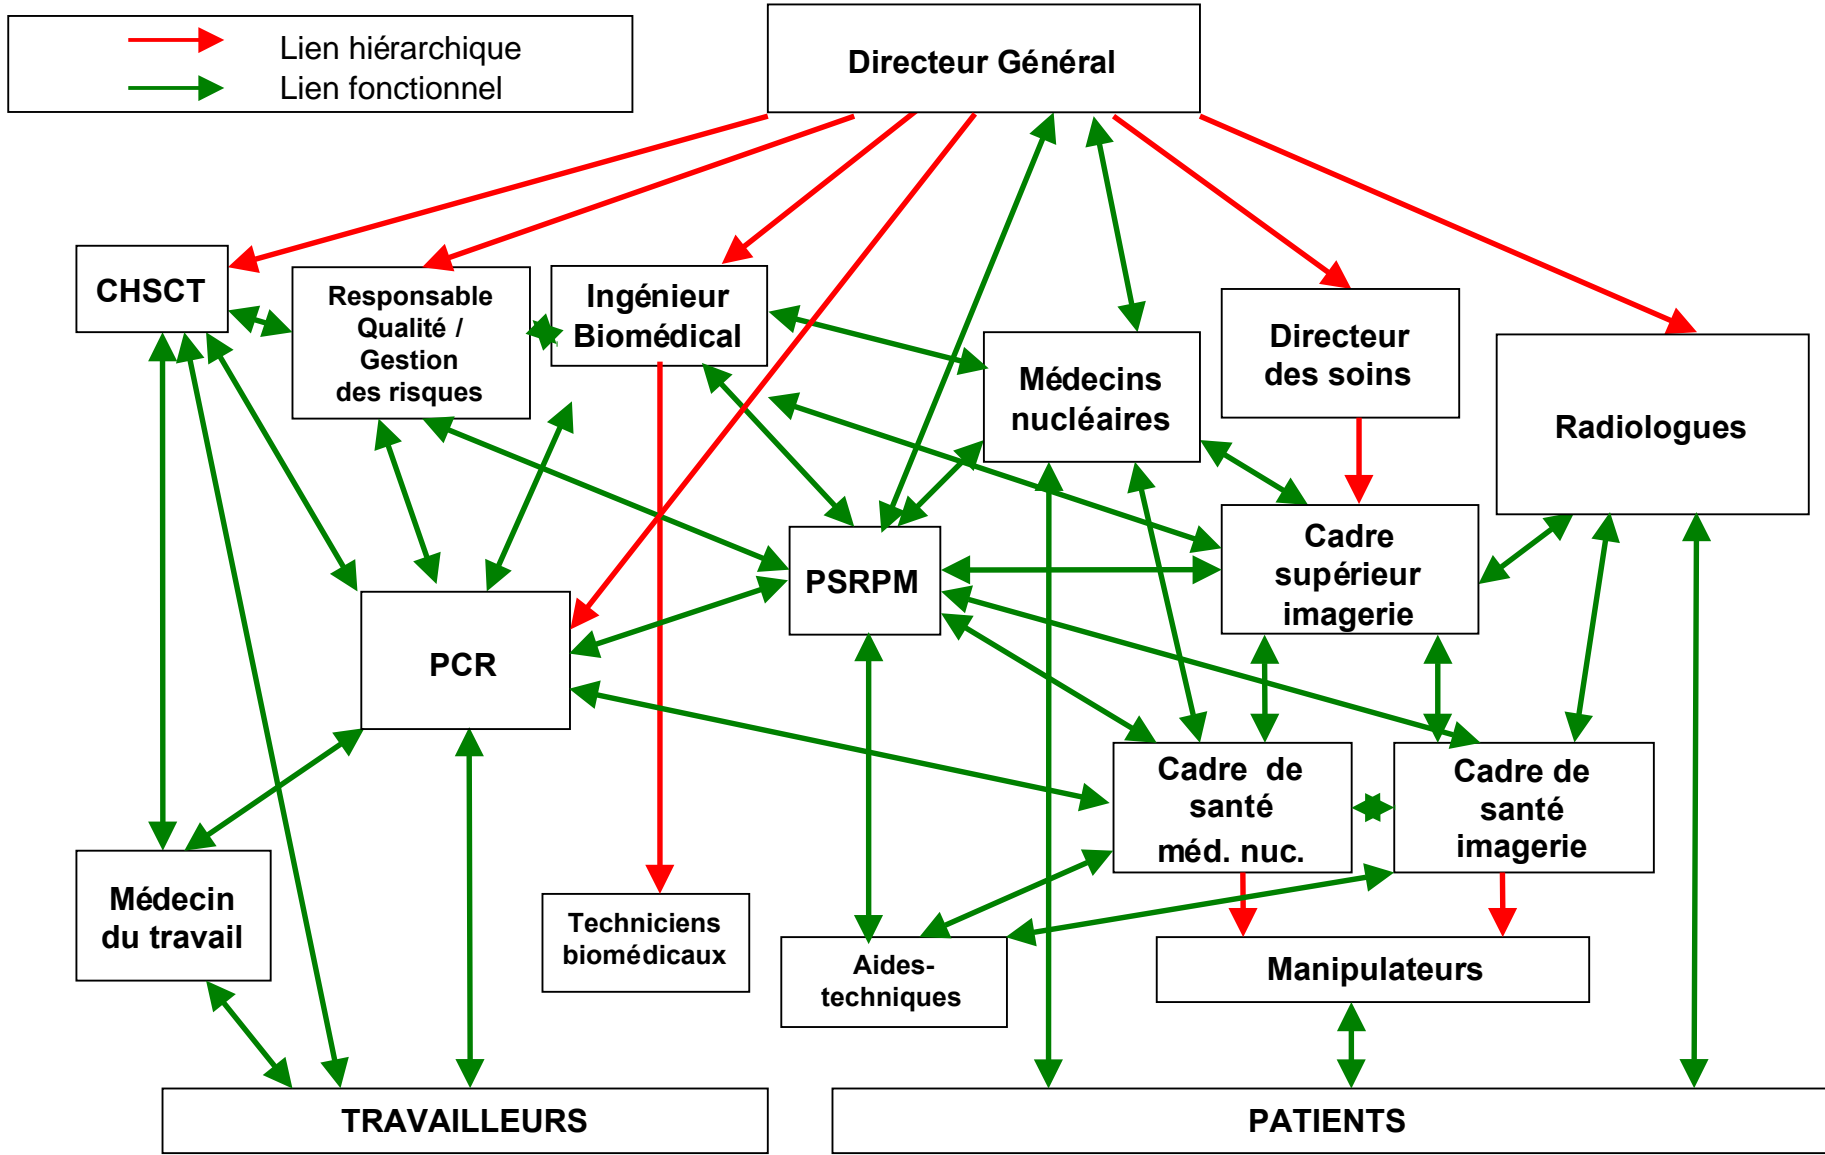 Lien hiérarchique
Lien fonctionnel
Directeur Général
CHSCT
Responsable
Qualité /
Gestion
des risques
Ingénieur
Biomédical
Médecins
nucléaires
Directeur
des soins
Radiologues
Cadre
supérieur
imagerie
PSRPM
PCR
Cadre de
santé
méd. nuc.
Cadre de
santé
imagerie
Médecin
du travail
Techniciens
biomédicaux
Aides-
techniques
Manipulateurs
TRAVAILLEURS
PATIENTS